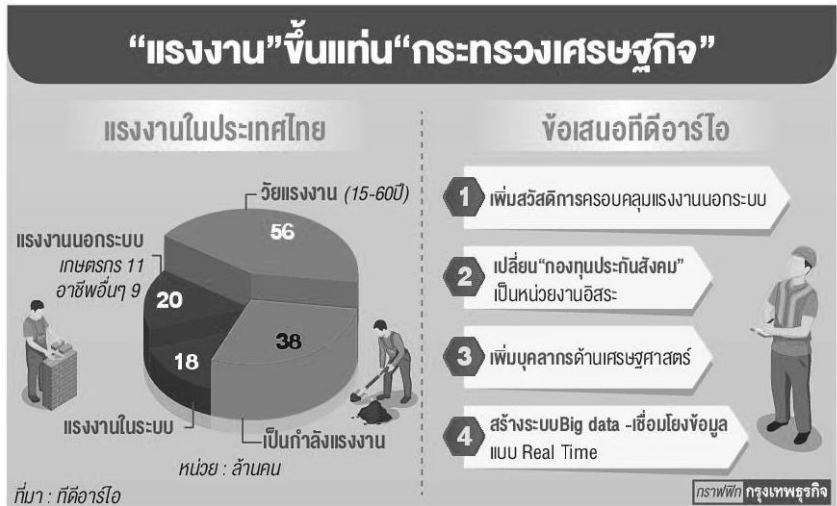 “แรงงาน”ขึ้นแท่น“กระทรวงเศรษฐกิจ”
แรงงานในประเทศไทย
วัยแรงงาน (15-60ปี)
56
แรงงานนอกระบบ
เกษตรกร 11
อาชีพอื่นๆ 9
20
18
38
แรงงานในระบบ
เป็นกำลังแรงงาน
หน่วย : ล้านคน
ที่มา : ทีดีอาร์ไอ
ข้อเสนอทีดีอาร์ไอ
1 เพิ่มสวัสดิการครอบคลุมแรงงานนอกระบบ
2 เปลี่ยน“กองทุนประกันสังคม”
เป็นหน่วยงานอิสระ
3 เพิ่มบุคลากรด้านเศรษฐศาสตร์
4 สร้างระบบBig data -เชื่อมโยงข้อมูล
แบบ Real Time
กราฟฟิก กรุงเทพธุรกิจ